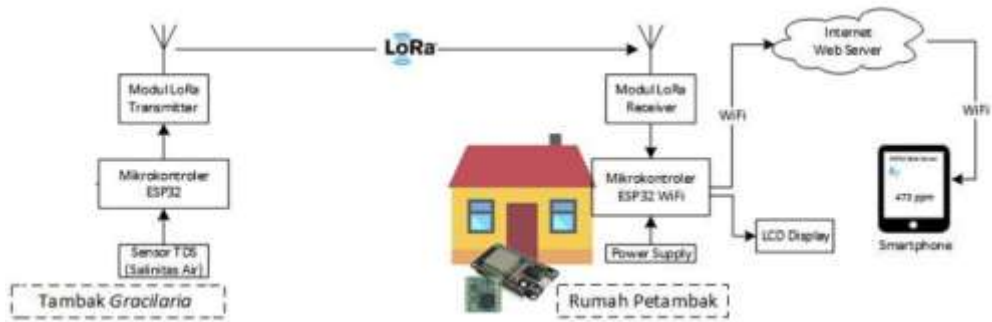 LoRa
Internet
Web Server
Modul LoRa
Transmitter
Modul LoRa
Receiver
WiFi
WiFi
Mikrokontroler
ESP32
Mikrokontroler
ESP32 WiFi
473 ppm
Sensor TDS
(Salinitas Air)
Power Supply
LCD Display
Smartphone
Tambak Gracilaria
Rumah Petambak